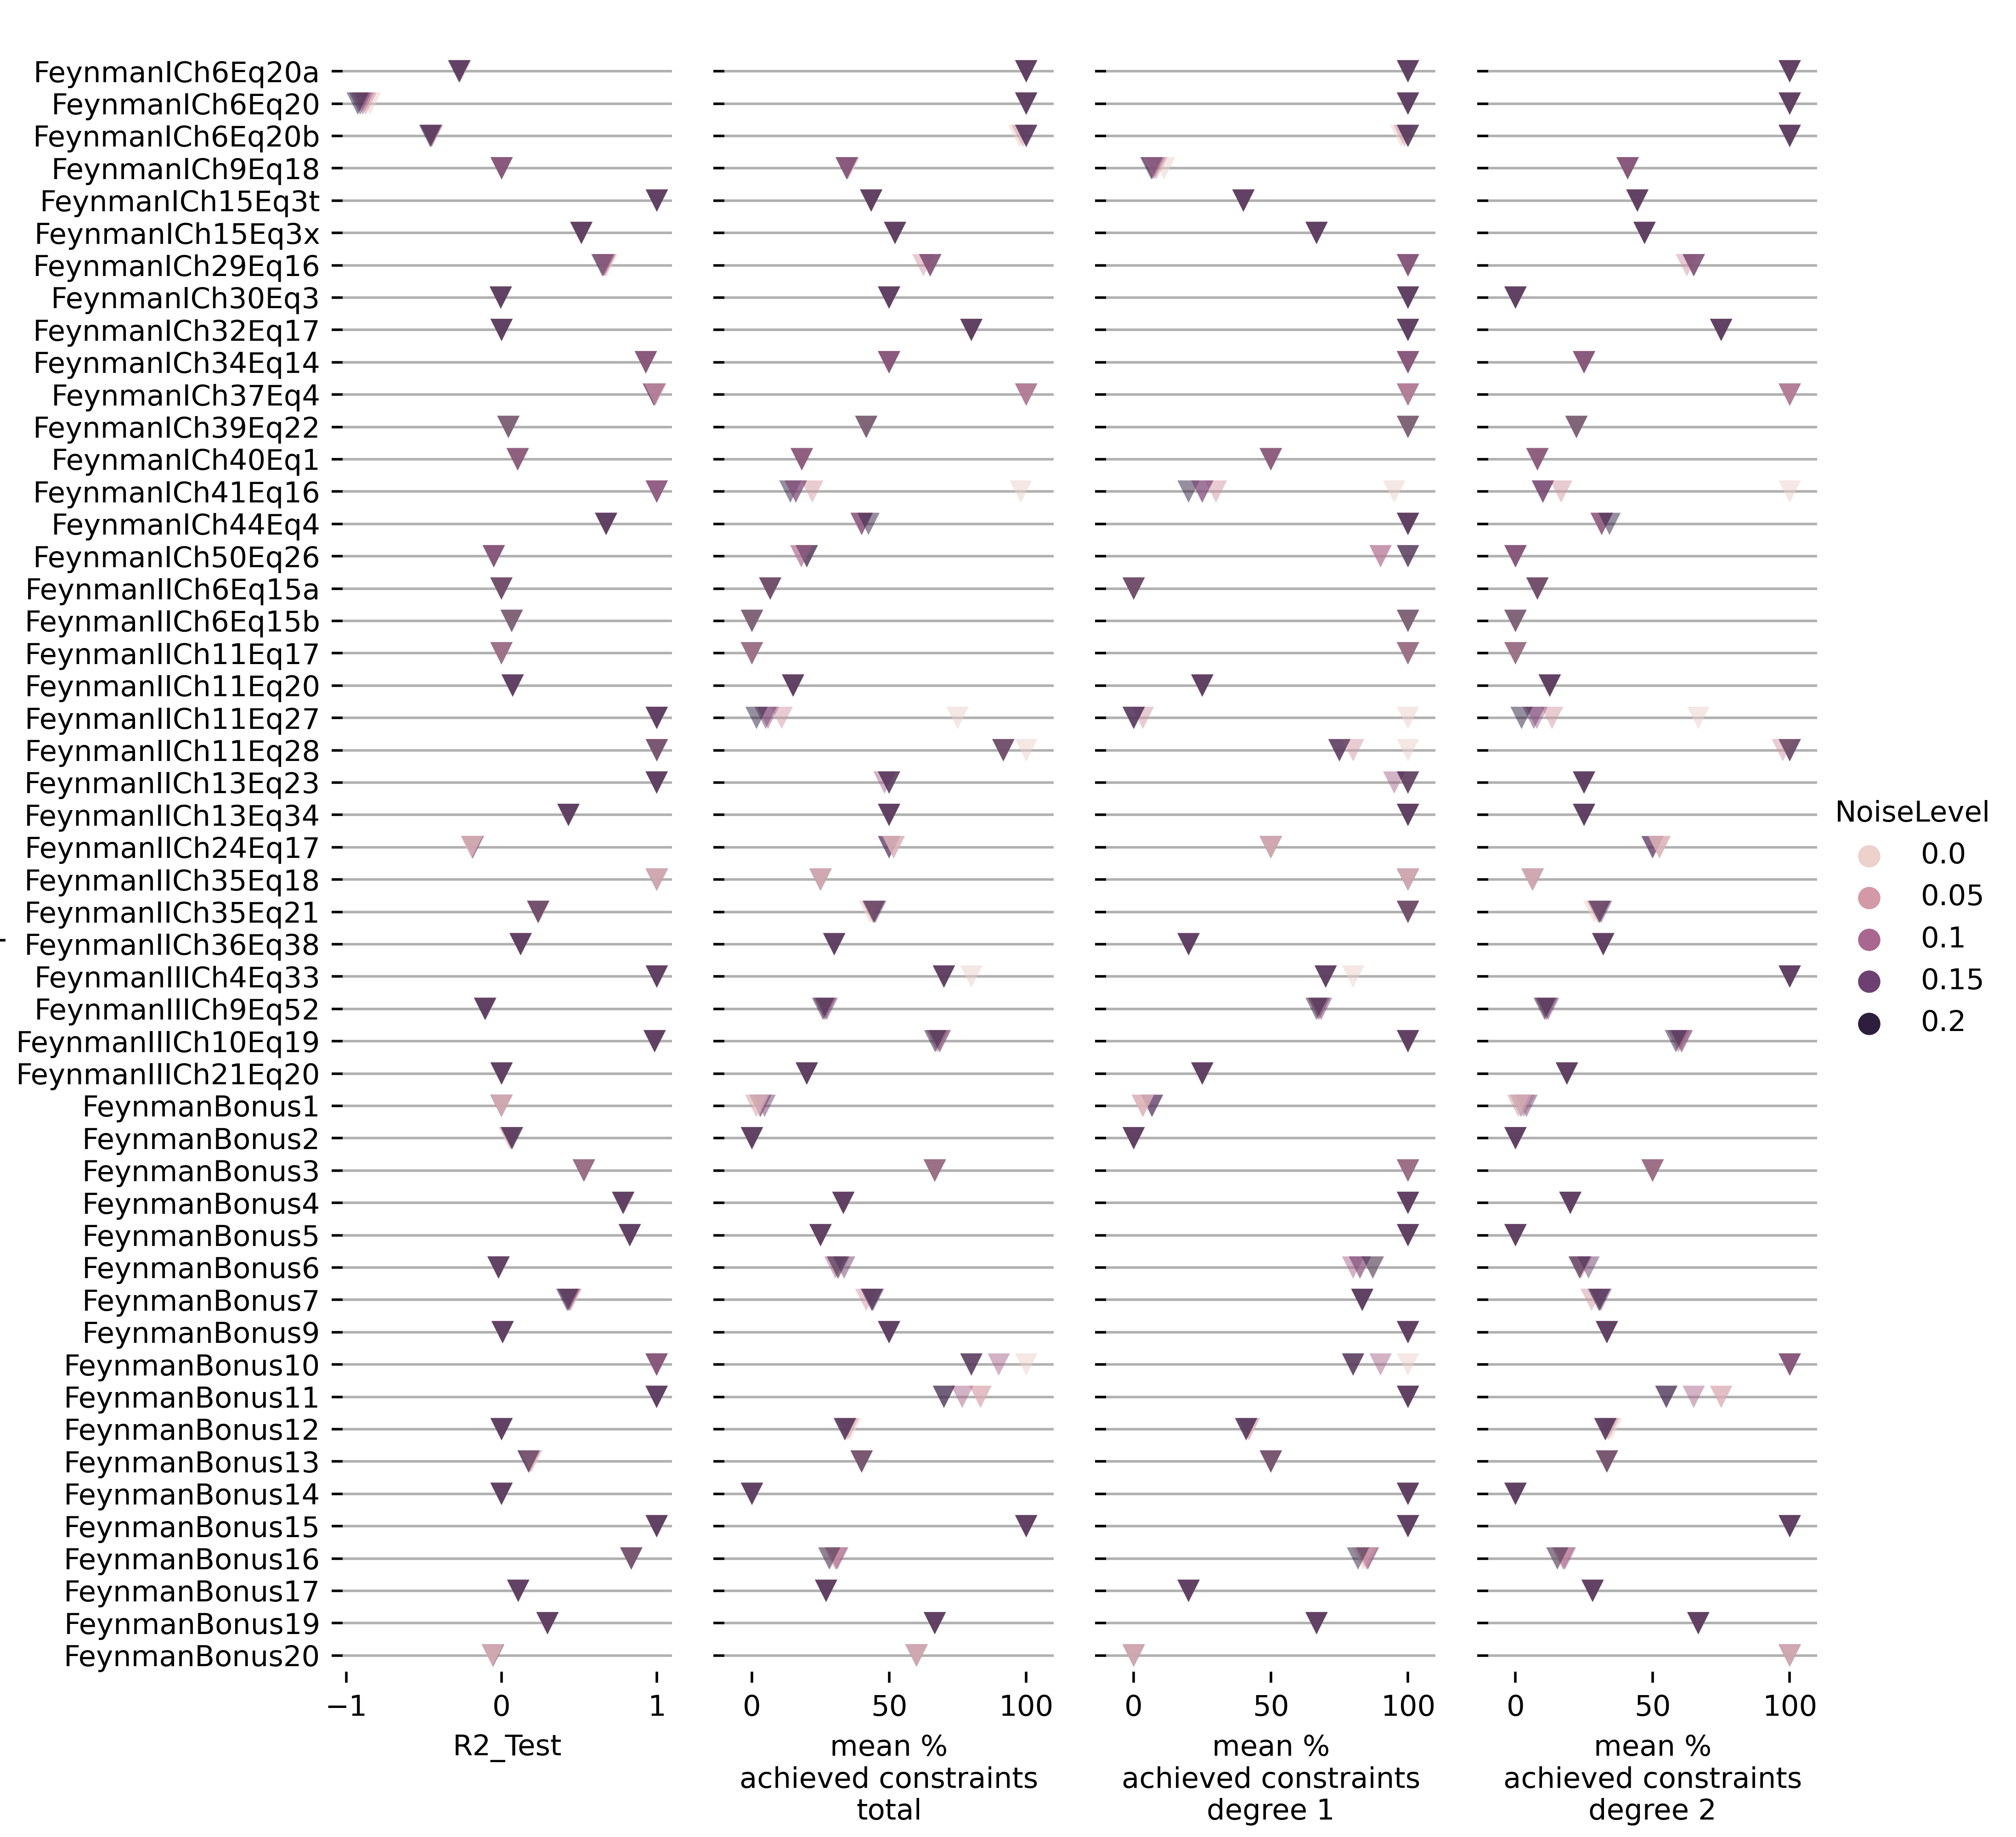 FeynmanICh6Eq20a
FeynmanICh6Eq20
FeynmanICh6Eq20b
FeynmanICh9Eq18
FeynmanICh15Eq3t
FeynmanICh15Eq3x
FeynmanICh29Eq16
FeynmanICh30Eq3
FeynmanICh32Eq17
FeynmanICh34Eq14
FeynmanICh37Eq4
FeynmanICh39Eq22
FeynmanICh40Eq1
FeynmanICh41Eq16
FeynmanICh44Eq4
FeynmanICh50Eq26
FeynmanIICh6Eq15a
FeynmanIICh6Eq15b
FeynmanIICh11Eq17
FeynmanIICh11Eq20
FeynmanIICh11Eq27
FeynmanIICh11Eq28
FeynmanIICh13Eq23
FeynmanIICh13Eq34
FeynmanIICh24Eq17
FeynmanIICh35Eq18
FeynmanIICh35Eq21
FeynmanIICh36Eq38
FeynmanIIICh4Eq33
FeynmanIIICh9Eq52
FeynmanIIICh10Eq19
FeynmanIIICh21Eq20
FeynmanBonus1
FeynmanBonus2
FeynmanBonus3
FeynmanBonus4
FeynmanBonus5
FeynmanBonus6
FeynmanBonus7
FeynmanBonus9
FeynmanBonus10
FeynmanBonus11
FeynmanBonus12
FeynmanBonus13
FeynmanBonus14
FeynmanBonus15
FeynmanBonus16
FeynmanBonus17
FeynmanBonus19
FeynmanBonus20
−1 0 1
R2_Test
0 50 100
mean %
achieved constraints
total
0 50 100
mean %
achieved constraints
degree 1
0 50 100
mean %
achieved constraints
degree 2
NoiseLevel
0.0
0.05
0.1
0.15
0.2